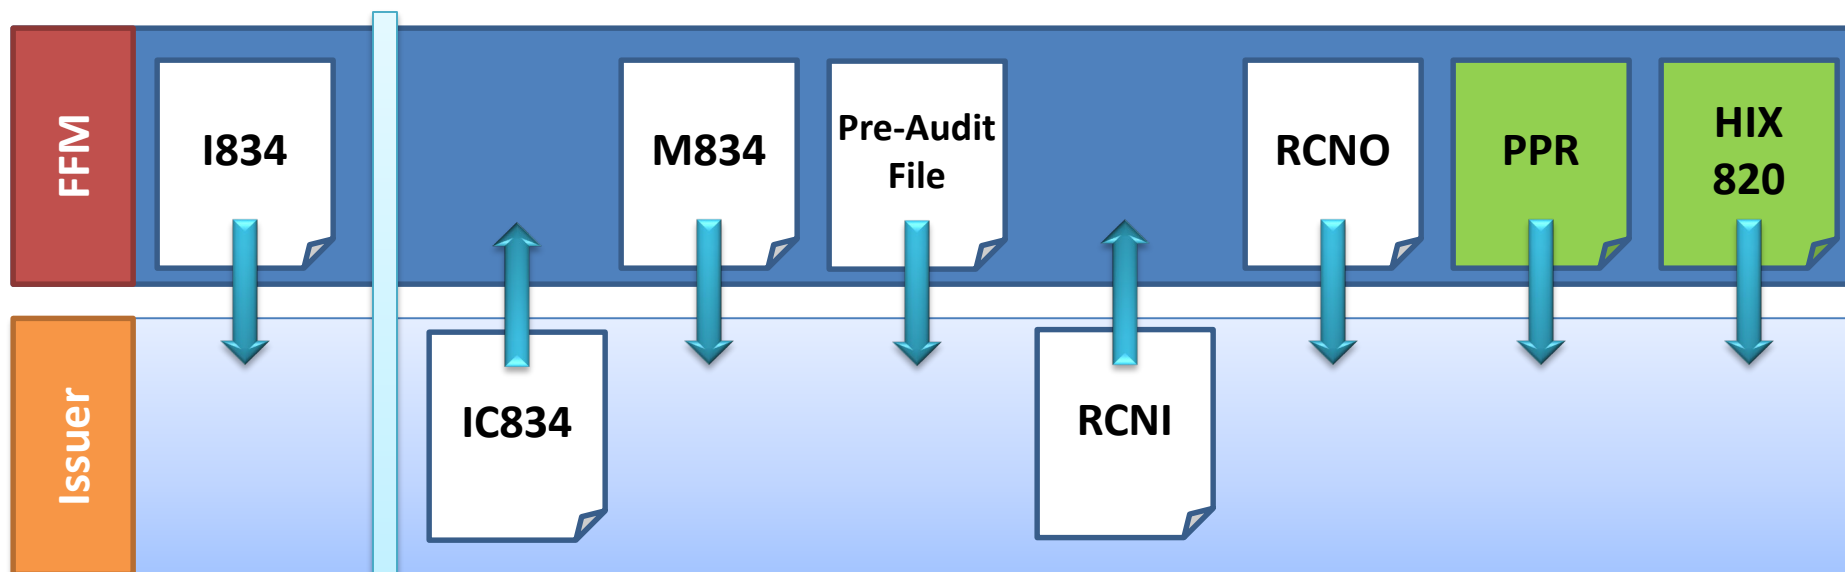 FFM
I834
M834
Pre-Audit
File
RCNO
PPR
HIX
820
Issuer
IC834
RCNI